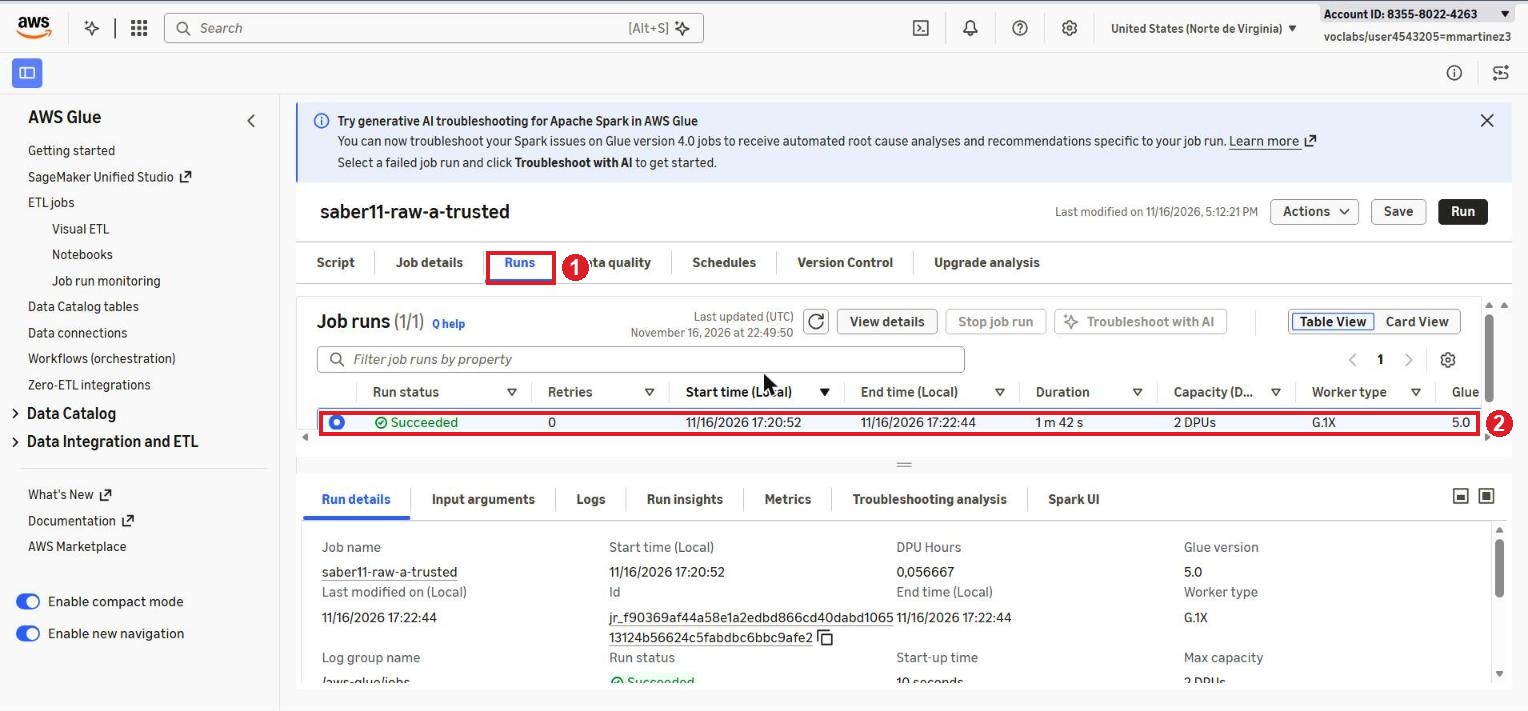 aws
Search
[Alt+S]
United States (Norte de Virginia)
Account ID: 8355-8022-4263
voclabs/user4543205=mmartinez3
AWS Glue
Getting started
SageMaker Unified Studio
ETL jobs
Visual ETL
Notebooks
Job run monitoring
Data Catalog tables
Data connections
Workflows (orchestration)
Zero-ETL integrations
Data Catalog
Data Integration and ETL
What's New
Documentation
AWS Marketplace
Enable compact mode
Enable new navigation
Try generative AI troubleshooting for Apache Spark in AWS Glue
You can now troubleshoot your Spark issues on Glue version 4.0 jobs to receive automated root cause analyses and recommendations specific to your job run. Learn more
Select a failed job run and click Troubleshoot with AI to get started.
saber11-raw-a-trusted
Last modified on 11/16/2026, 5:12:21 PM
Actions
Save
Run
Script
Job details
Runs
1
ta quality
Schedules
Version Control
Upgrade analysis
Job runs (1/1)
Q help
Last updated (UTC)
November 16, 2026 at 22:49:50
View details
Stop job run
Troubleshoot with AI
Table View
Card View
Filter job runs by property
1
Run status
Retries
Start time (Local)
End time (Local)
Duration
Capacity (D...
Worker type
Glue
Succeeded
0
11/16/2026 17:20:52
11/16/2026 17:22:44
1 m 42 s
2 DPUs
G.1X
5.0
2
Run details
Input arguments
Logs
Run insights
Metrics
Troubleshooting analysis
Spark UI
Job name
saber11-raw-a-trusted
Start time (Local)
11/16/2026 17:20:52
DPU Hours
0,056667
Glue version
5.0
Last modified on (Local)
11/16/2026 17:22:44
Id
jr_f90369af44a58e1a2edbd866cd40dabd1065
13124b56624c5fabdbc6bbc9afe2
End time (Local)
11/16/2026 17:22:44
Worker type
G.1X
Log group name
/aws-glue/jobs
Run status
Succeeded
Start-up time
10 seconds
Max capacity
2 DPUs